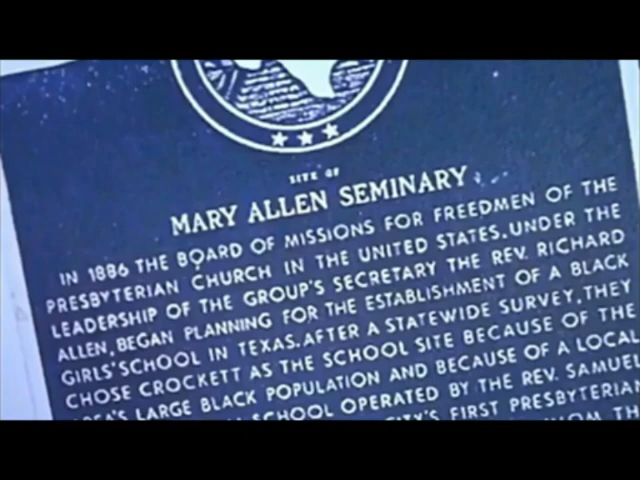 SITE OF
MARY ALLEN SEMINARY
IN 1886 THE BOARD OF MISSIONS FOR FREEDMEN OF THE
PRESBYTERIAN CHURCH IN THE UNITED STATES. UNDER THE
LEADERSHIP OF THE GROUP'S SECRETARY THE REV. RICHARD
ALLEN, BEGAN PLANNING FOR THE ESTABLISHMENT OF A BLACK
GIRLS' SCHOOL IN TEXAS. AFTER A STATEWIDE SURVEY, THEY
CHOSE CROCKETT AS THE SCHOOL SITE BECAUSE OF THE
AREA'S LARGE BLACK POPULATION AND BECAUSE OF A LOCAL
SCHOOL OPERATED BY THE REV. SAMUEL
CITY'S FIRST PRESBYTERIAN